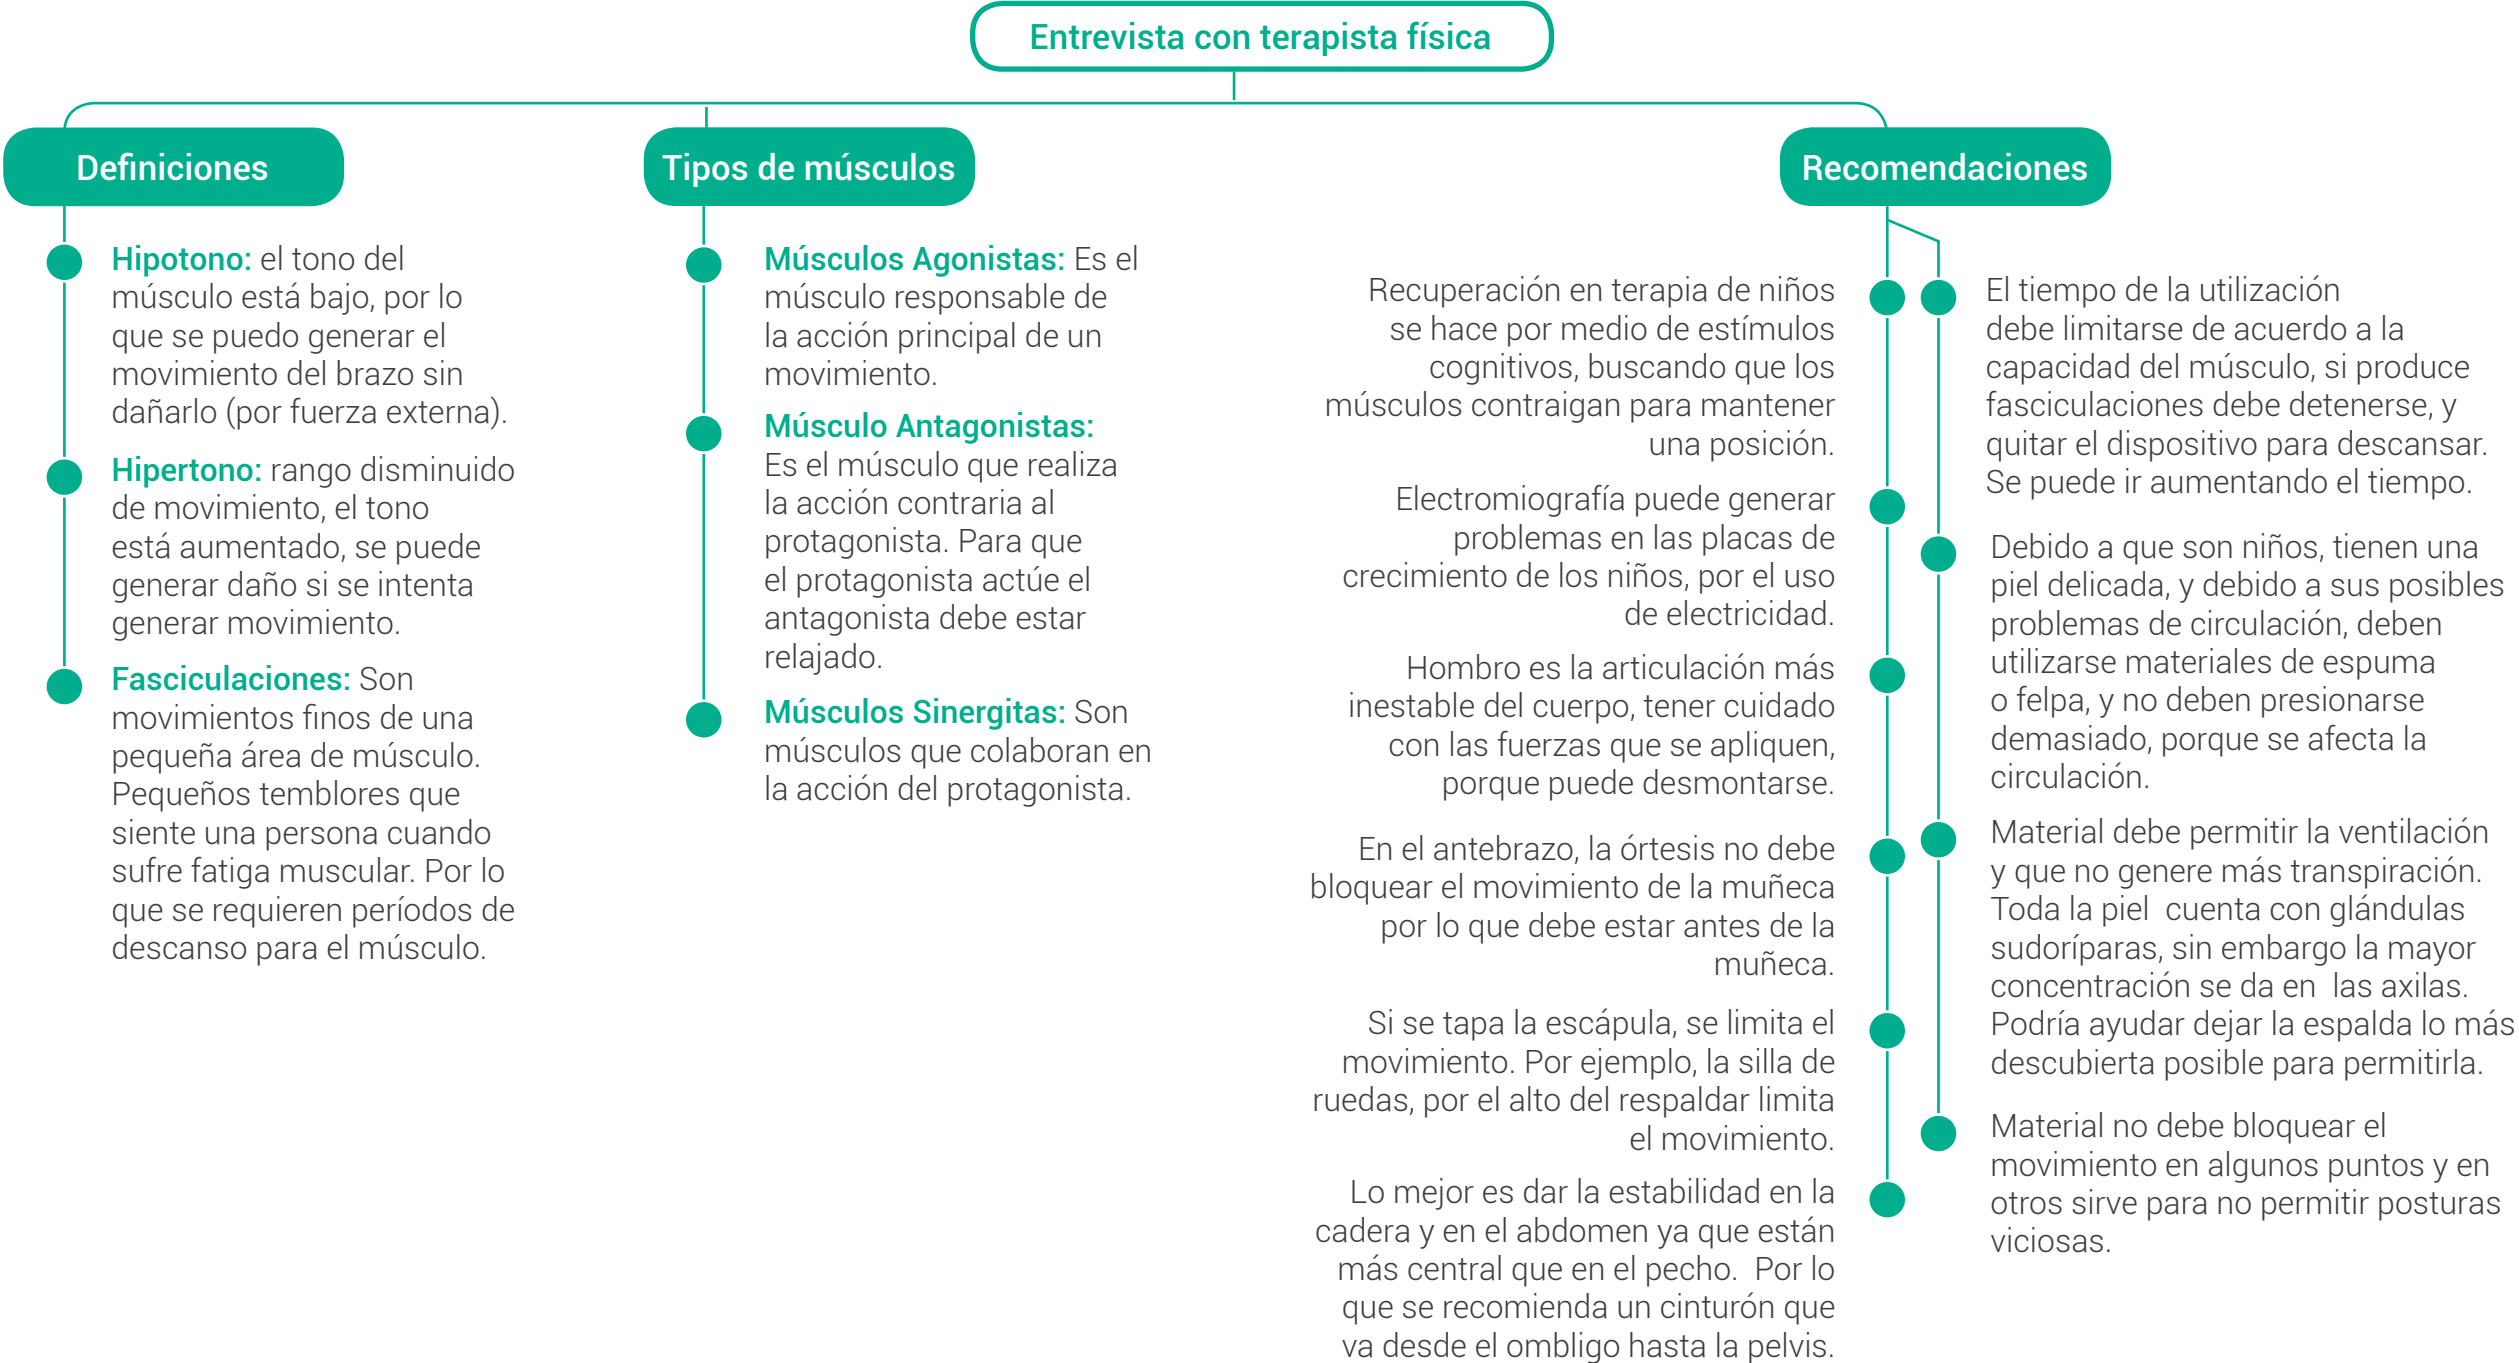 Entrevista con terapista física
Definiciones
Hipotono: el tono del
músculo está bajo, por lo
que se puedo generar el
movimiento del brazo sin
dañarlo (por fuerza externa).
Hipertono: rango disminuido
de movimiento, el tono
está aumentado, se puede
generar daño si se intenta
generar movimiento.
Fasciculaciones: Son
movimientos finos de una
pequeña área de músculo.
Pequeños temblores que
siente una persona cuando
sufre fatiga muscular. Por lo
que se requieren períodos de
descanso para el músculo.
Tipos de músculos
Músculos Agonistas: Es el
músculo responsable de
la acción principal de un
movimiento.
Músculo Antagonistas:
Es el músculo que realiza
la acción contraria al
protagonista. Para que
el protagonista actúe el
antagonista debe estar
relajado.
Músculos Sinergitas: Son
músculos que colaboran en
la acción del protagonista.
Recomendaciones
Recuperación en terapia de niños
se hace por medio de estímulos
cognitivos, buscando que los
músculos contraigan para mantener
una posición.
Electromiografía puede generar
problemas en las placas de
crecimiento de los niños, por el uso
de electricidad.
Hombro es la articulación más
inestable del cuerpo, tener cuidado
con las fuerzas que se apliquen,
porque puede desmontarse.
En el antebrazo, la órtesis no debe
bloquear el movimiento de la muñeca
por lo que debe estar antes de la
muñeca.
Si se tapa la escápula, se limita el
movimiento. Por ejemplo, la silla de
ruedas, por el alto del respaldar limita
el movimiento.
Lo mejor es dar la estabilidad en la
cadera y en el abdomen ya que están
más central que en el pecho.  Por lo
que se recomienda un cinturón que
va desde el ombligo hasta la pelvis.
El tiempo de la utilización
debe limitarse de acuerdo a la
capacidad del músculo, si produce
fasciculaciones debe detenerse, y
quitar el dispositivo para descansar.
Se puede ir aumentando el tiempo.
Debido a que son niños, tienen una
piel delicada, y debido a sus posibles
problemas de circulación, deben
utilizarse materiales de espuma
o felpa, y no deben presionarse
demasiado, porque se afecta la
circulación.
Material debe permitir la ventilación
y que no genere más transpiración.
Toda la piel  cuenta con glándulas
sudoríparas, sin embargo la mayor
concentración se da en  las axilas.
Podría ayudar dejar la espalda lo más
descubierta posible para permitirla.
Material no debe bloquear el
movimiento en algunos puntos y en
otros sirve para no permitir posturas
viciosas.